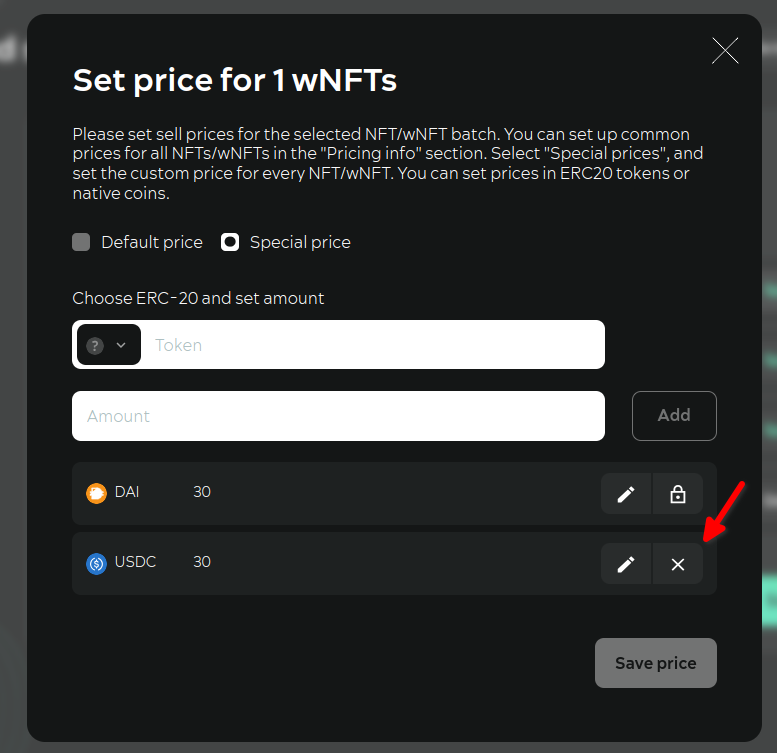 Set price for 1 wNFTs
Please set sell prices for the selected NFT/wNFT batch. You can set up common
prices for all NFTs/wNFTs in the "Pricing info" section. Select "Special prices", and
set the custom price for every NFT/wNFT. You can set prices in ERC20 tokens or
native coins.
Default price Special price
Choose ERC-20 and set amount
? Token
Amount Add
DAI 30
USDC 30
Save price